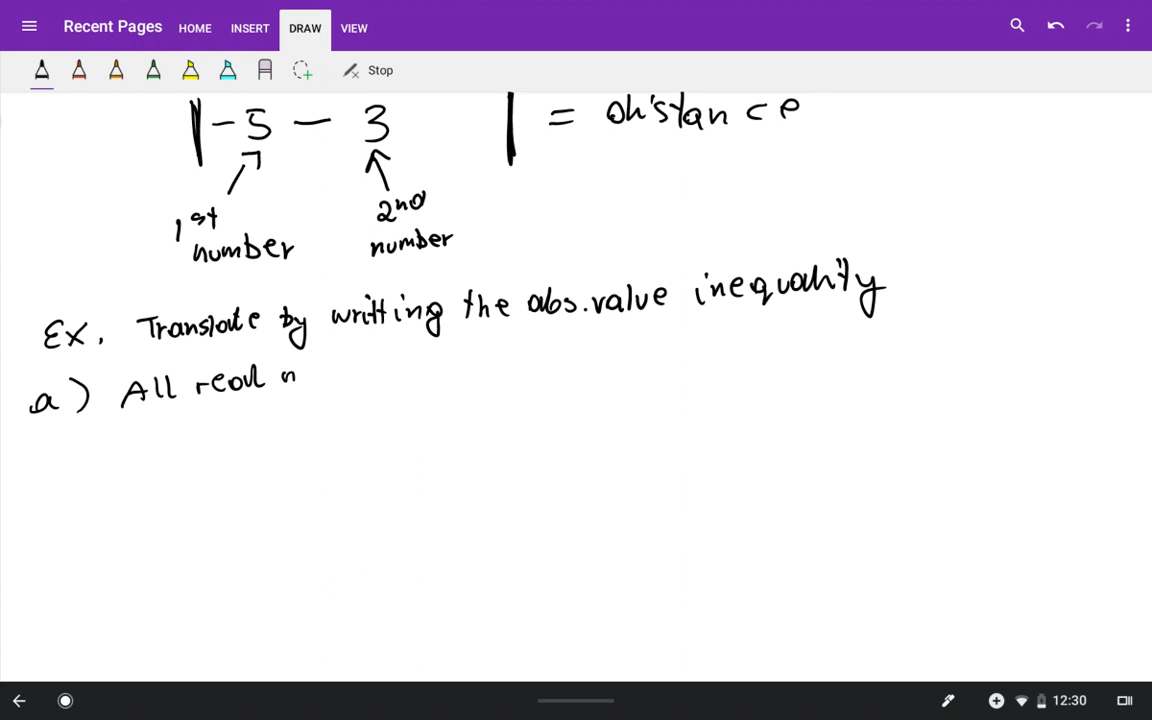 Recent Pages HOME INSERT DRAW VIEW
Stop
|-5 - 3 | = distance
1st number
2nd number
Ex. Translate by writting the abs.value inequality
a) All real n
12:30